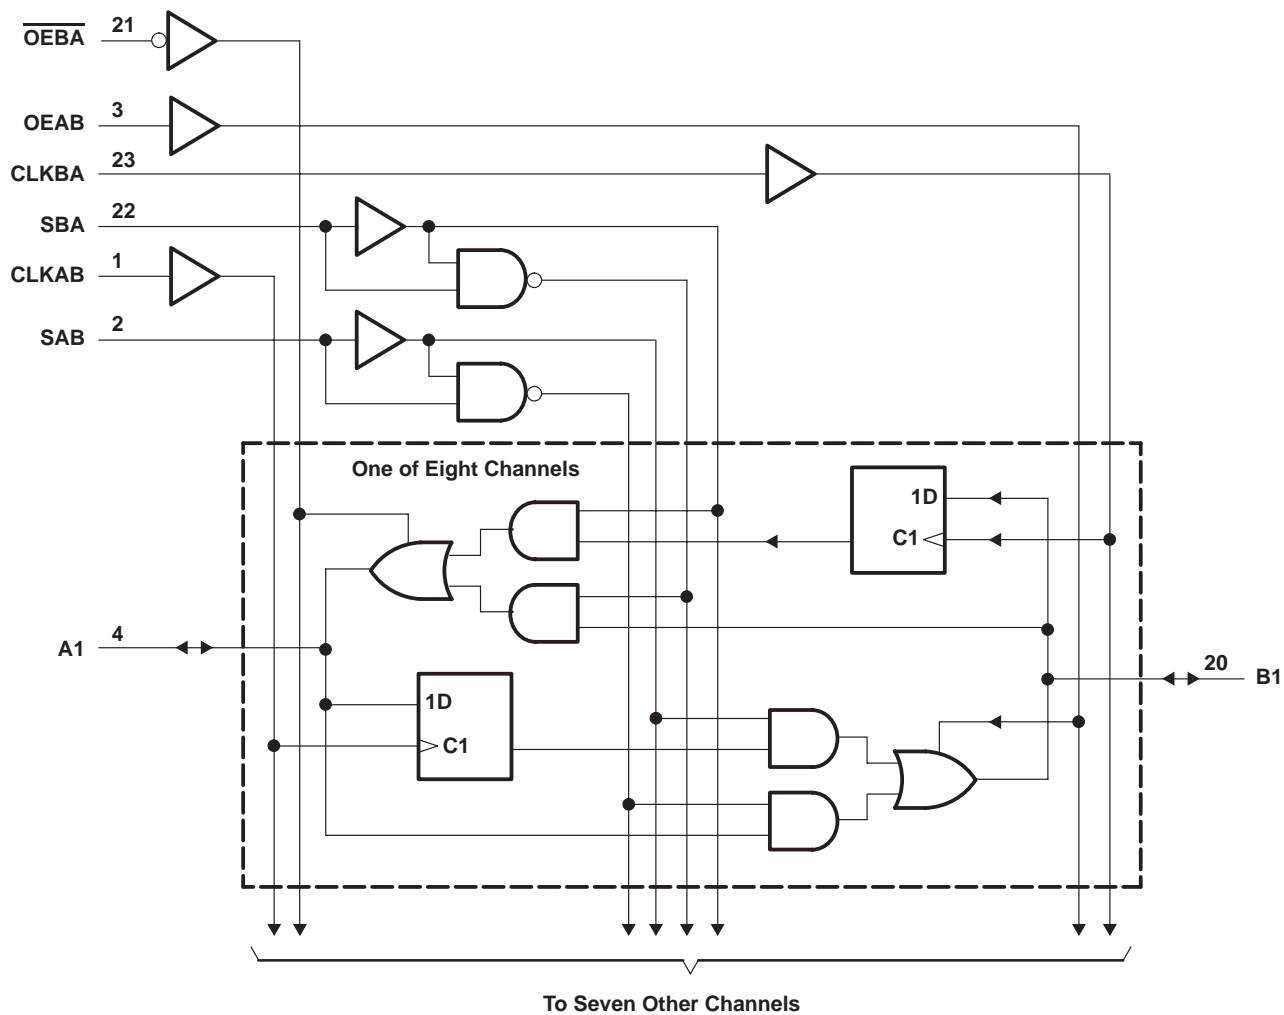 O̅E̅B̅A̅ 21
OEAB 3
CLKBA 23
SBA 22
CLKAB 1
SAB 2
One of Eight Channels
1D
C1
A1 4
1D
C1
20 B1
To Seven Other Channels